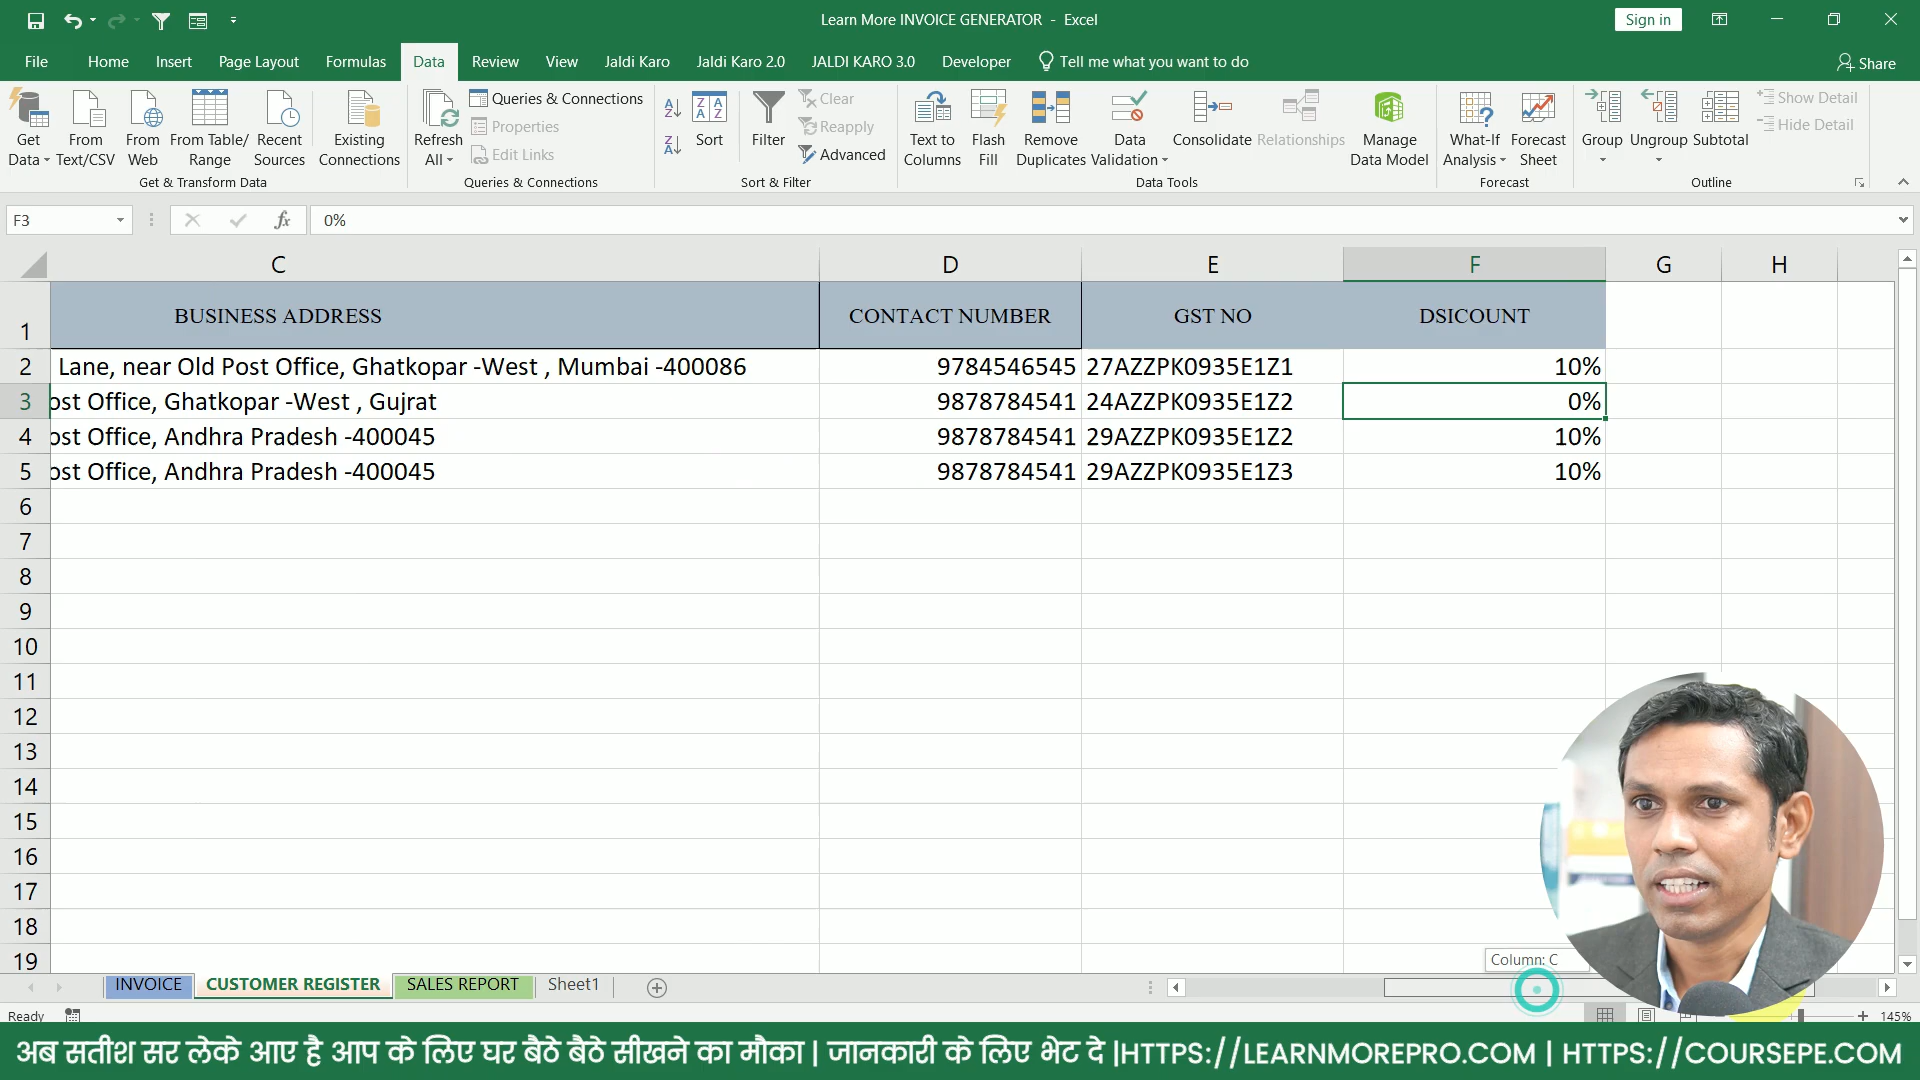 Learn More INVOICE GENERATOR - Excel
Sign in
File Home Insert Page Layout Formulas Data Review View Jaldi Karo Jaldi Karo 2.0 JALDI KARO 3.0 Developer Tell me what you want to do Share
Get Data
From Text/CSV
From Web
From Table/ Range
Recent Sources
Existing Connections
Get & Transform Data
Refresh All
Queries & Connections
Properties
Edit Links
Queries & Connections
Sort
Filter
Clear
Reapply
Advanced
Sort & Filter
Text to Columns
Flash Fill
Remove Duplicates
Data Validation
Consolidate
Relationships
Manage Data Model
Data Tools
What-If Analysis
Forecast Sheet
Forecast
Group
Ungroup
Subtotal
Show Detail
Hide Detail
Outline
F3 fx 0%
C D E F G H
1 BUSINESS ADDRESS CONTACT NUMBER GST NO DSICOUNT
2 Lane, near Old Post Office, Ghatkopar -West , Mumbai -400086 9784546545 27AZZPK0935E1Z1 10%
3 ost Office, Ghatkopar -West , Gujrat 9878784541 24AZZPK0935E1Z2 0%
4 ost Office, Andhra Pradesh -400045 9878784541 29AZZPK0935E1Z2 10%
5 ost Office, Andhra Pradesh -400045 9878784541 29AZZPK0935E1Z3 10%
6
7
8
9
10
11
12
13
14
15
16
17
18
19
Column: C
INVOICE CUSTOMER REGISTER SALES REPORT Sheet1
Ready 145%
अब सतीश सर लेके आए है आप के लिए घर बैठे बैठे सीखने का मौका | जानकारी के लिए भेट दे |HTTPS://LEARNMOREPRO.COM | HTTPS://COURSEPE.COM